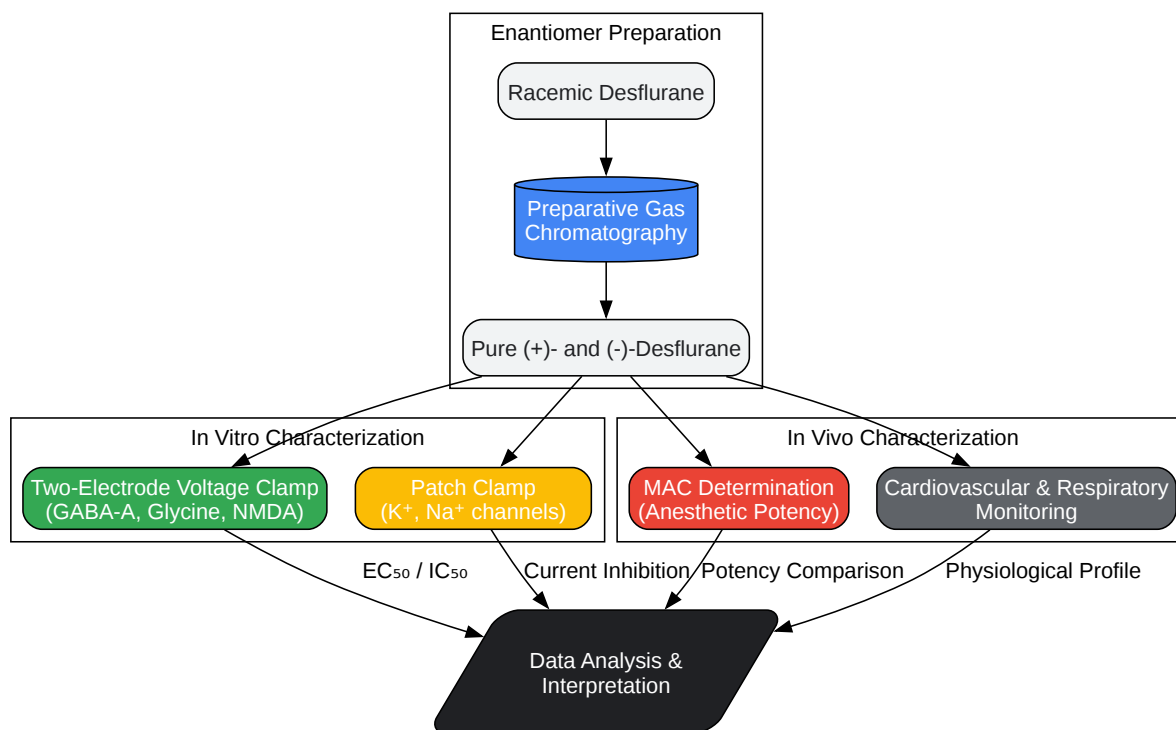 Enantiomer Preparation
Racemic Desflurane
Preparative Gas
Chromatography
Pure (+)- and (-)-Desflurane
In Vitro Characterization
Two-Electrode Voltage Clamp
(GABA-A, Glycine, NMDA)
Patch Clamp
(K⁺, Na⁺ channels)
In Vivo Characterization
MAC Determination
(Anesthetic Potency)
Cardiovascular & Respiratory
Monitoring
EC₅₀ / IC₅₀
Current Inhibition
Potency Comparison
Physiological Profile
Data Analysis &
Interpretation